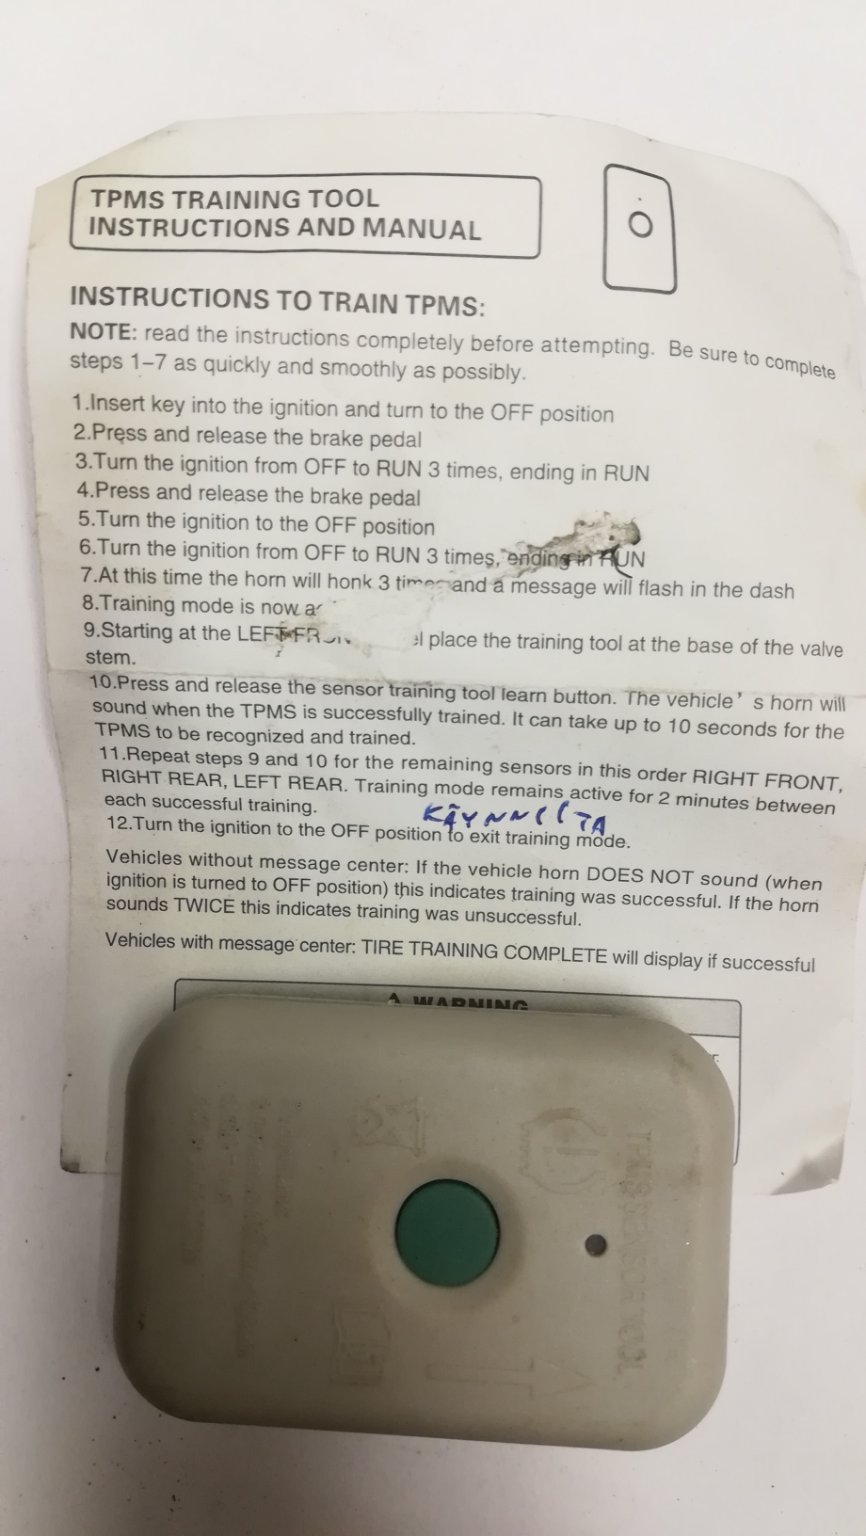 TPMS TRAINING TOOL
INSTRUCTIONS AND MANUAL
INSTRUCTIONS TO TRAIN TPMS:
NOTE: read the instructions completely before attempting. Be sure to complete
steps 1–7 as quickly and smoothly as possibly.
1.Insert key into the ignition and turn to the OFF position
2.Press and release the brake pedal
3.Turn the ignition from OFF to RUN 3 times, ending in RUN
4.Press and release the brake pedal
5.Turn the ignition to the OFF position
6.Turn the ignition from OFF to RUN 3 times, ending in RUN
7.At this time the horn will honk 3 times and a message will flash in the dash
8.Training mode is now
9.Starting at the LEFT FRONT place the training tool at the base of the valve
stem.
10.Press and release the sensor training tool learn button. The vehicle's horn will
sound when the TPMS is successfully trained. It can take up to 10 seconds for the
TPMS to be recognized and trained.
11.Repeat steps 9 and 10 for the remaining sensors in this order RIGHT FRONT,
RIGHT REAR, LEFT REAR. Training mode remains active for 2 minutes between
each successful training.
KÄYNNISTÄ
12.Turn the ignition to the OFF position to exit training mode.
Vehicles without message center: If the vehicle horn DOES NOT sound (when
ignition is turned to OFF position) this indicates training was successful. If the horn
sounds TWICE this indicates training was unsuccessful.
Vehicles with message center: TIRE TRAINING COMPLETE will display if successful
WARNING
TPMS SENSOR TOOL